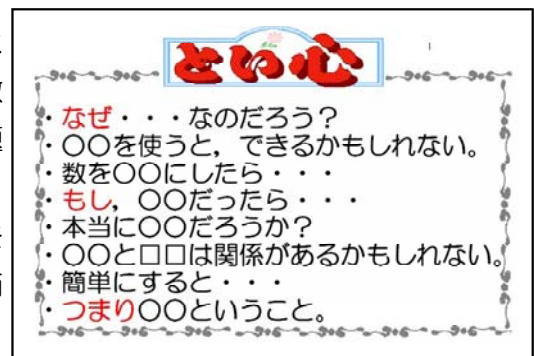 とい心
・なぜ・・・なのだろう？
・〇〇を使うと，できるかもしれない。
・数を〇〇にしたら・・・
・もし，〇〇だったら・・・
・本当に〇〇だろうか？
・〇〇と□□は関係があるかもしれない。
・簡単にすると・・・
・つまり〇〇ということ。